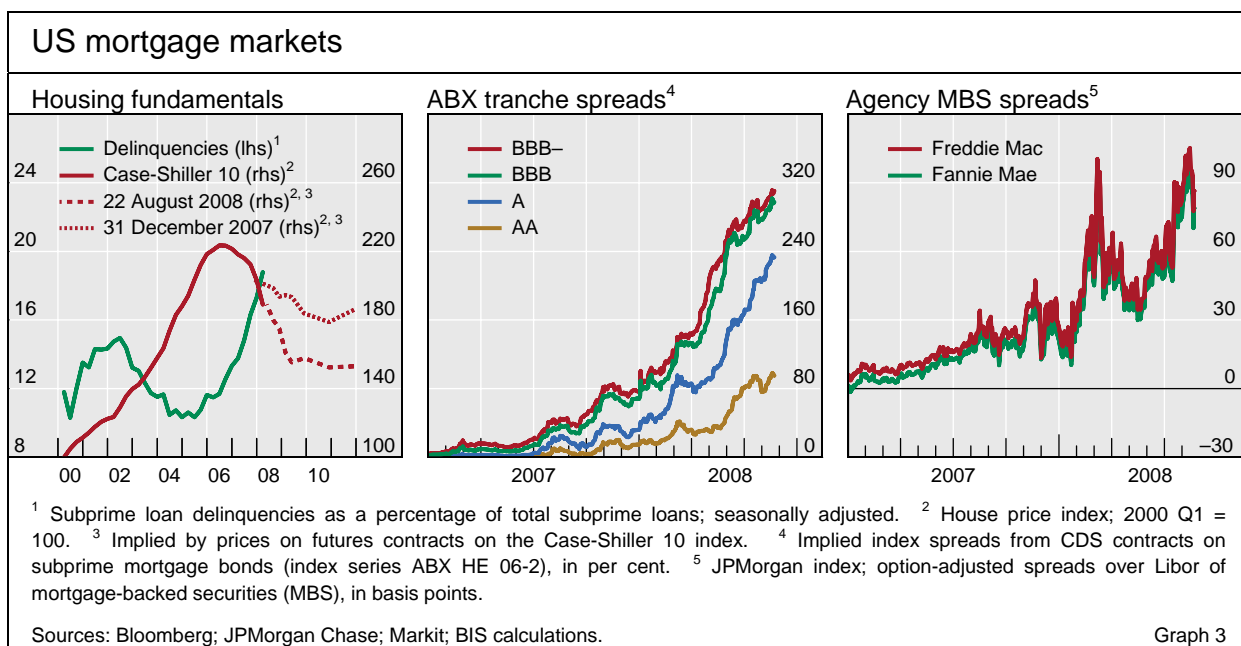 US mortgage markets
Housing fundamentals
Delinquencies (lhs)1
Case-Shiller 10 (rhs)2
22 August 2008 (rhs)2, 3
31 December 2007 (rhs)2, 3
24
20
16
12
8
260
220
180
140
100
00 02 04 06 08 10
ABX tranche spreads4
BBB–
BBB
A
AA
320
240
160
80
0
2007 2008
Agency MBS spreads5
Freddie Mac
Fannie Mae
90
60
30
0
–30
2007 2008
1 Subprime loan delinquencies as a percentage of total subprime loans; seasonally adjusted. 2 House price index; 2000 Q1 =
100. 3 Implied by prices on futures contracts on the Case-Shiller 10 index. 4 Implied index spreads from CDS contracts on
subprime mortgage bonds (index series ABX HE 06-2), in per cent. 5 JPMorgan index; option-adjusted spreads over Libor of
mortgage-backed securities (MBS), in basis points.
Sources: Bloomberg; JPMorgan Chase; Markit; BIS calculations. Graph 3